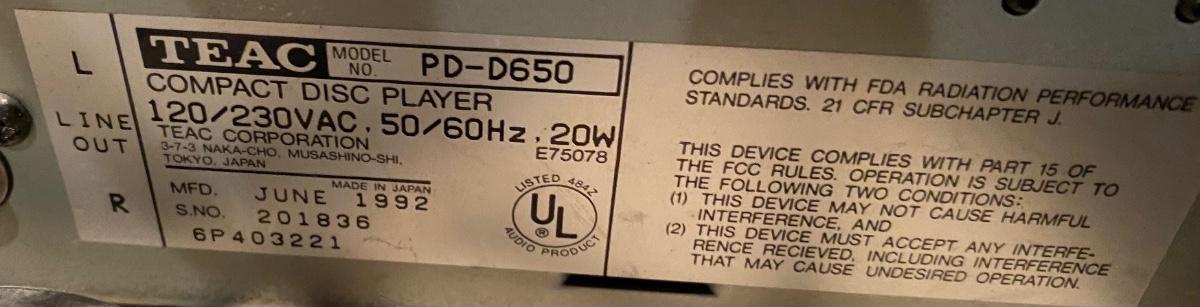 L
LINE
OUT
R
TEAC MODEL NO. PD-D650
COMPACT DISC PLAYER
120/230VAC, 50/60Hz, 20W
TEAC CORPORATION E75078
3-7-3 NAKA-CHO, MUSASHINO-SHI,
TOKYO, JAPAN
MADE IN JAPAN
MFD. JUNE 1992
S.NO. 201836
6P403221
LISTED 484Z
UL ®
AUDIO PRODUCT
COMPLIES WITH FDA RADIATION PERFORMANCE
STANDARDS. 21 CFR SUBCHAPTER J.
THIS DEVICE COMPLIES WITH PART 15 OF
THE FCC RULES. OPERATION IS SUBJECT TO
THE FOLLOWING TWO CONDITIONS:
(1) THIS DEVICE MAY NOT CAUSE HARMFUL
INTERFERENCE, AND
(2) THIS DEVICE MUST ACCEPT ANY INTERFE-
RENCE RECIEVED, INCLUDING INTERFERENCE
THAT MAY CAUSE UNDESIRED OPERATION.